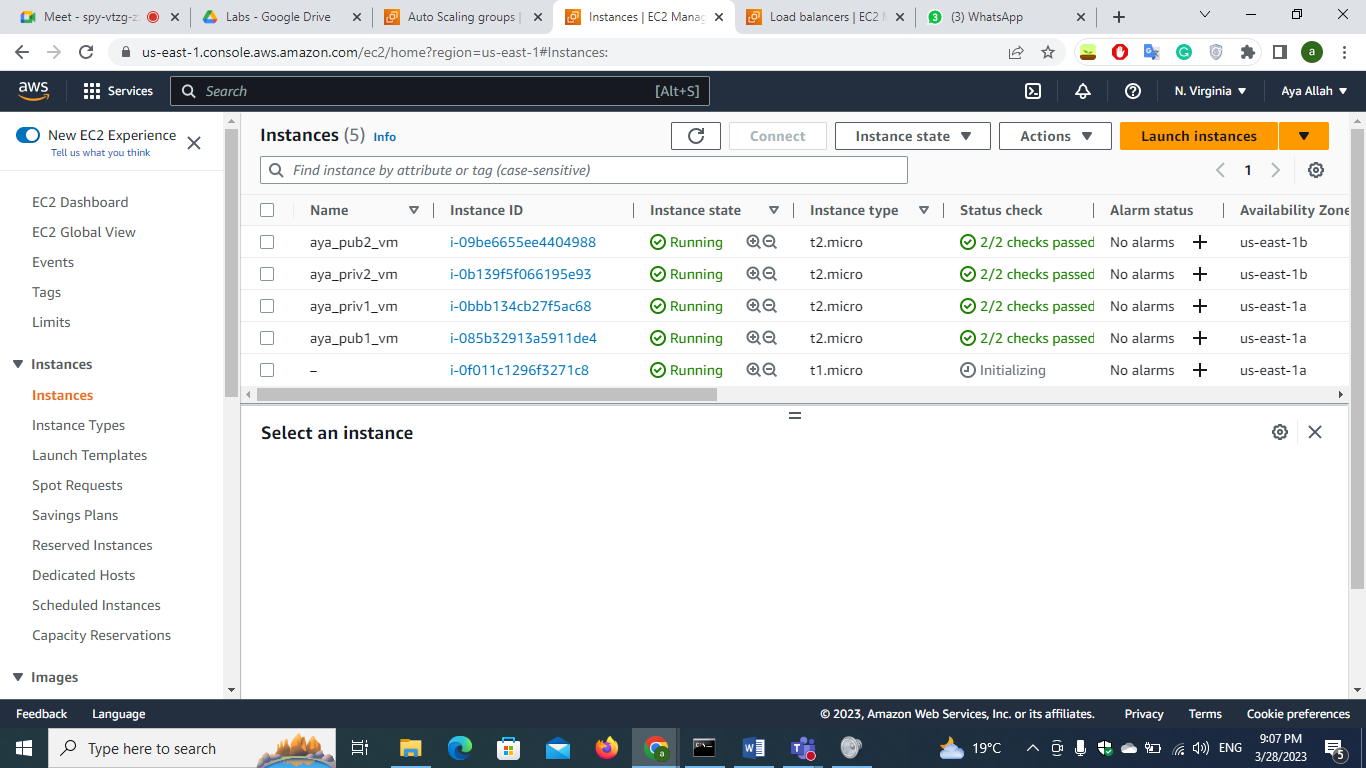 Meet - spy-vtzg-z
Labs - Google Drive
Auto Scaling groups |
Instances | EC2 Manag
Load balancers | EC2 M
3
(3) WhatsApp
us-east-1.console.aws.amazon.com/ec2/home?region=us-east-1#Instances:
a
aws
Services
Search
[Alt+S]
N. Virginia
Aya Allah
New EC2 Experience
Tell us what you think
EC2 Dashboard
EC2 Global View
Events
Tags
Limits
Instances
Instances
Instance Types
Launch Templates
Spot Requests
Savings Plans
Reserved Instances
Dedicated Hosts
Scheduled Instances
Capacity Reservations
Images
Instances (5) Info
Connect
Instance state
Actions
Launch instances
Find instance by attribute or tag (case-sensitive)
1
Name Instance ID Instance state Instance type Status check Alarm status Availability Zone
aya_pub2_vm i-09be6655ee4404988 Running t2.micro 2/2 checks passed No alarms + us-east-1b
aya_priv2_vm i-0b139f5f066195e93 Running t2.micro 2/2 checks passed No alarms + us-east-1b
aya_priv1_vm i-0bbb134cb27f5ac68 Running t2.micro 2/2 checks passed No alarms + us-east-1a
aya_pub1_vm i-085b32913a5911de4 Running t2.micro 2/2 checks passed No alarms + us-east-1a
– i-0f011c1296f3271c8 Running t1.micro Initializing No alarms + us-east-1a
Select an instance
Feedback
Language
© 2023, Amazon Web Services, Inc. or its affiliates.
Privacy
Terms
Cookie preferences
Type here to search
19°C
ENG
9:07 PM
3/28/2023
5